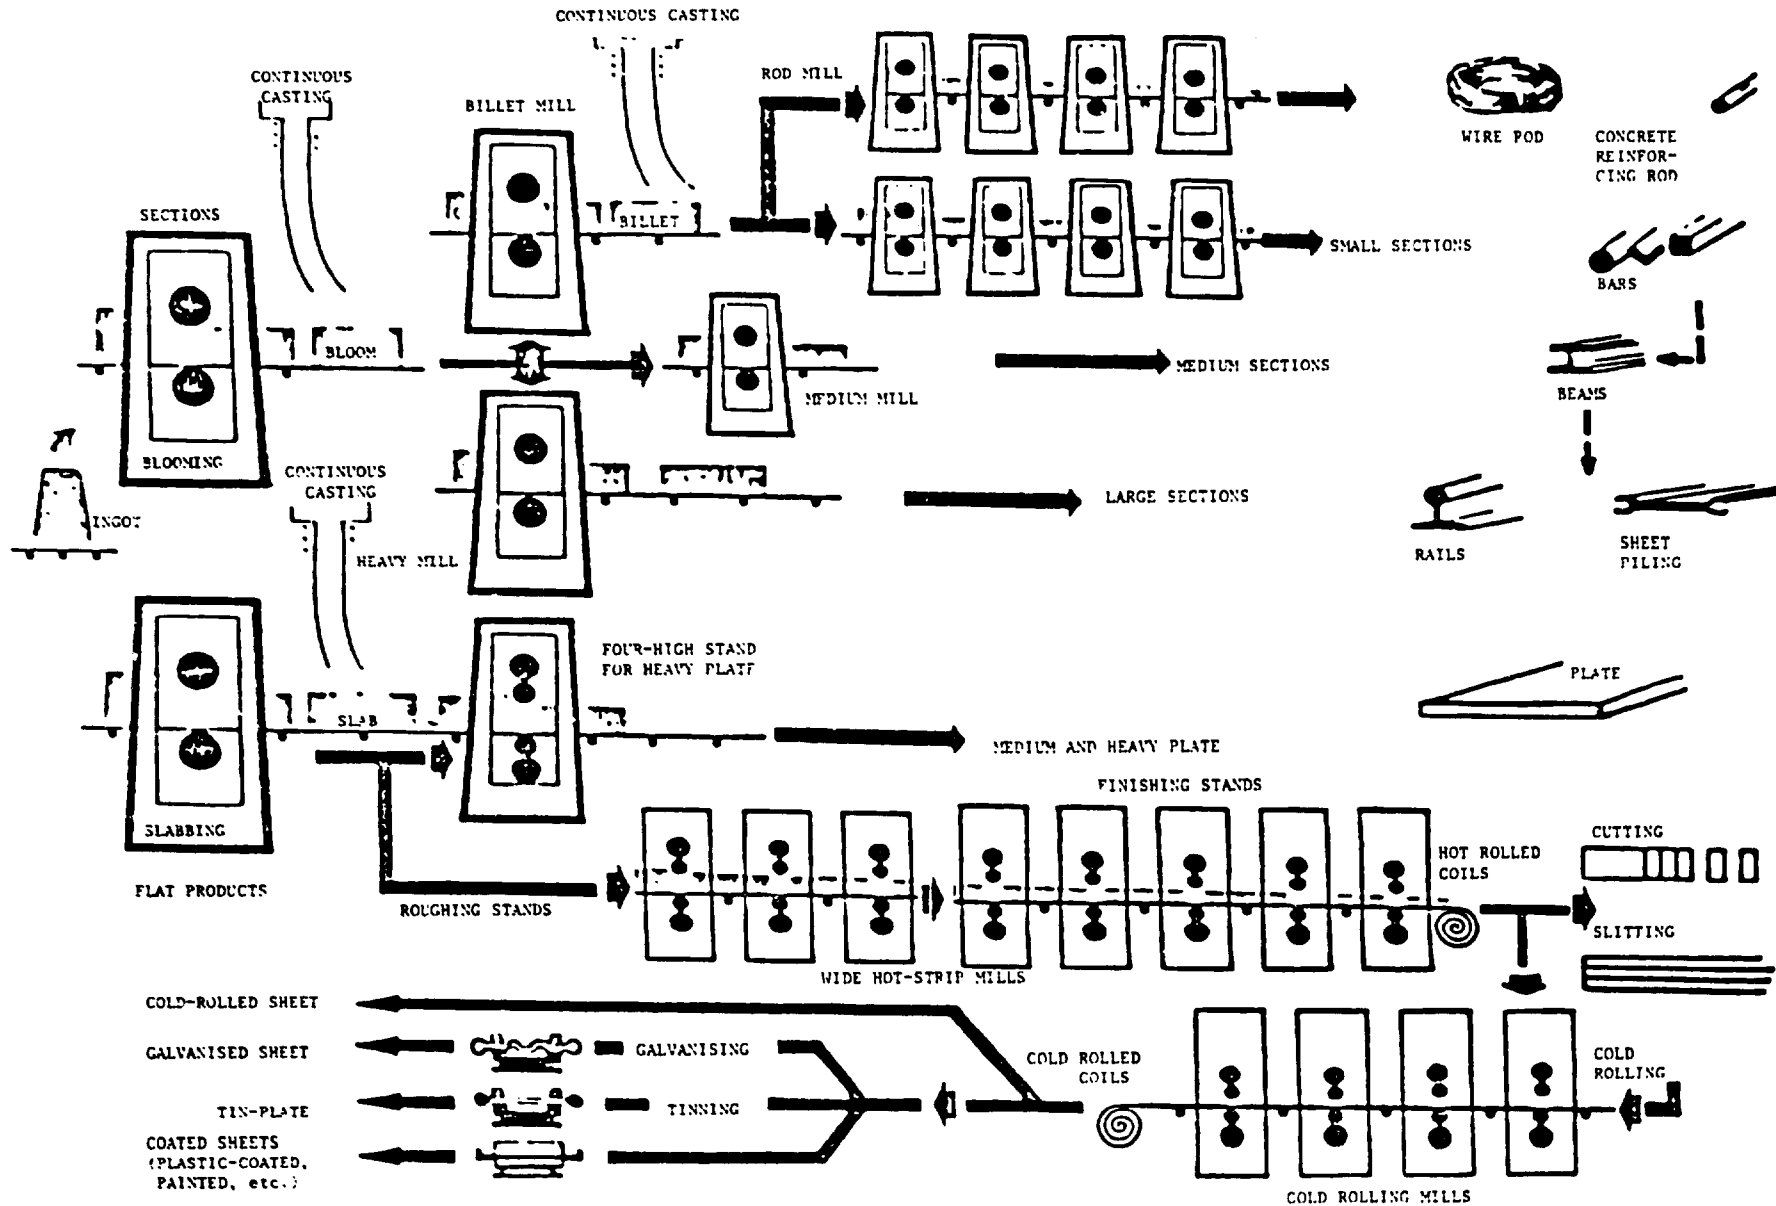 CONTINUOUS CASTING
CONTINUOUS
CASTING
BILLET MILL
ROD MILL
WIRE ROD
CONCRETE
REINFOR-
CING ROD
SECTIONS
BILLET
SMALL SECTIONS
BARS
BLOOM
MEDIUM SECTIONS
MEDIUM MILL
BEAMS
BLOOMING
CONTINUOUS
CASTING
LARGE SECTIONS
INGOT
HEAVY MILL
RAILS
SHEET
PILING
FOUR-HIGH STAND
FOR HEAVY PLATE
PLATE
SLAB
MEDIUM AND HEAVY PLATE
FINISHING STANDS
SLABBING
CUTTING
HOT ROLLED
COILS
FLAT PRODUCTS
ROUGHING STANDS
SLITTING
WIDE HOT-STRIP MILLS
COLD-ROLLED SHEET
GALVANISED SHEET
GALVANISING
COLD ROLLED
COILS
COLD
ROLLING
TIN-PLATE
TINNING
COATED SHEETS
(PLASTIC-COATED,
PAINTED, etc.)
COLD ROLLING MILLS